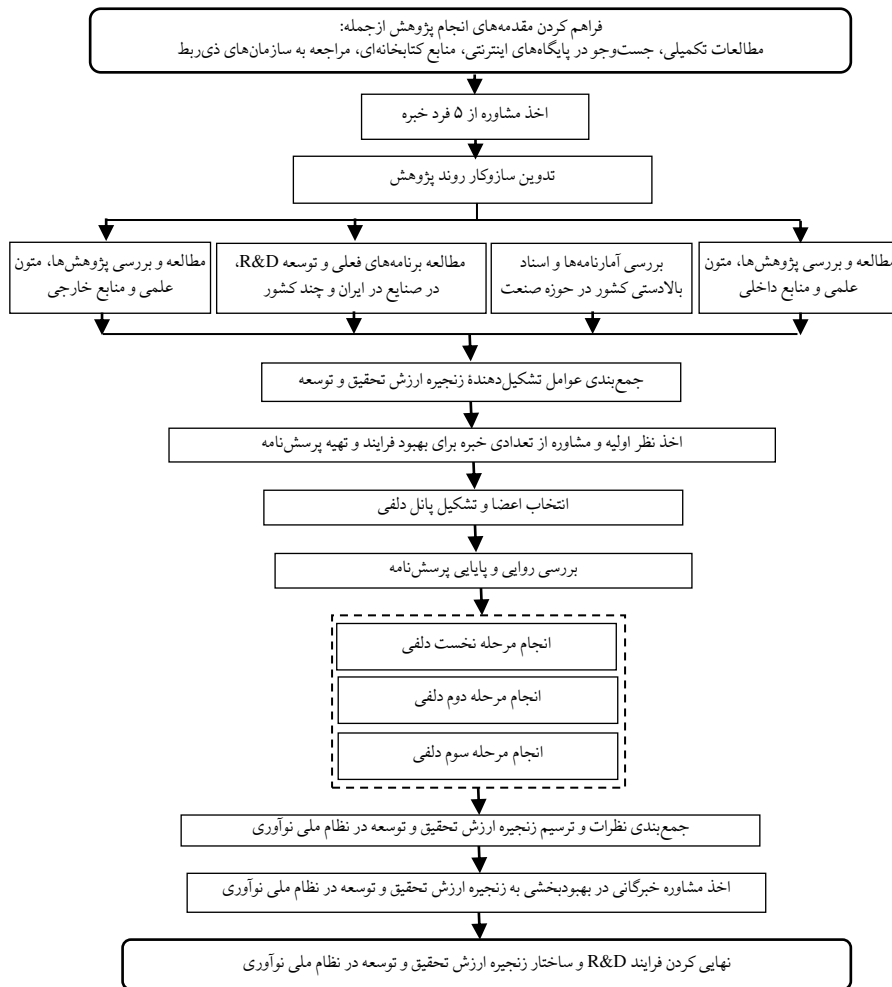 فراهم کردن مقدمه‌های انجام پژوهش ازجمله:
مطالعات تکمیلی، جست‌وجو در پایگاه‌های اینترنتی، منابع کتابخانه‌ای، مراجعه به سازمان‌های ذی‌ربط
اخذ مشاوره از ۵ فرد خبره
تدوین سازوکار روند پژوهش
مطالعه و بررسی پژوهش‌ها، متون
علمی و منابع داخلی
بررسی آمارنامه‌ها و اسناد
بالادستی کشور در حوزه صنعت
مطالعه برنامه‌های فعلی و توسعه R&D،
در صنایع در ایران و چند کشور
مطالعه و بررسی پژوهش‌ها، متون
علمی و منابع خارجی
جمع‌بندی عوامل تشکیل‌دهندۀ زنجیره ارزش تحقیق و توسعه
اخذ نظر اولیه و مشاوره از تعدادی خبره برای بهبود فرایند و تهیه پرسش‌نامه
انتخاب اعضا و تشکیل پانل دلفی
بررسی روایی و پایایی پرسش‌نامه
انجام مرحله نخست دلفی
انجام مرحله دوم دلفی
انجام مرحله سوم دلفی
جمع‌بندی نظرات و ترسیم زنجیره ارزش تحقیق و توسعه در نظام ملی نوآوری
اخذ مشاوره خبرگانی در بهبودبخشی به زنجیره ارزش تحقیق و توسعه در نظام ملی نوآوری
نهایی کردن فرایند R&D و ساختار زنجیره ارزش تحقیق و توسعه در نظام ملی نوآوری